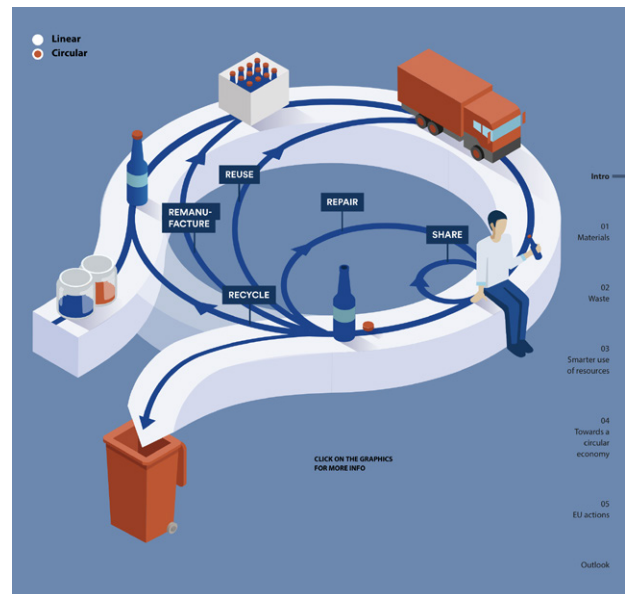 Linear
Circular
REUSE
REMANU-
FACTURE
REPAIR
SHARE
RECYCLE
CLICK ON THE GRAPHICS
FOR MORE INFO
Intro
01
Materials
02
Waste
03
Smarter use
of resources
04
Towards a
circular
economy
05
EU actions
Outlook